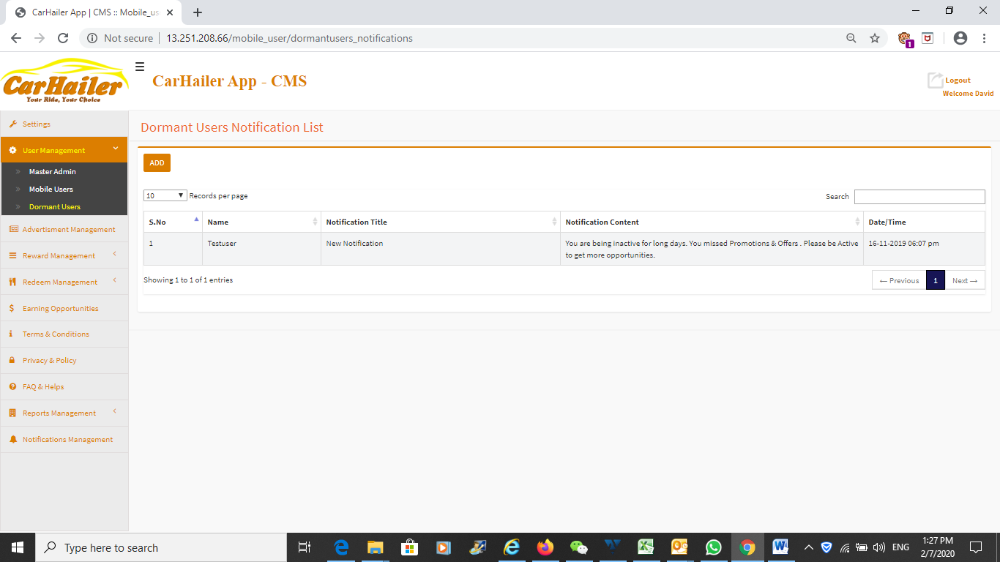 CarHailer App | CMS :: Mobile_us
Not secure
13.251.208.66/mobile_user/dormantusers_notifications
1
CarHailer
Your Ride, Your Choice
CarHailer App - CMS
Logout
Welcome David
Settings
User Management
Master Admin
Mobile Users
Dormant Users
Advertisment Management
Reward Management
Redeem Management
Earning Opportunities
Terms & Conditions
Privacy & Policy
FAQ & Helps
Reports Management
Notifications Management
Dormant Users Notification List
ADD
10 Records per page
Search
S.No Name Notification Title Notification Content Date/Time
1 Testuser New Notification You are being inactive for long days. You missed Promotions & Offers . Please be Active 16-11-2019 06:07 pm
to get more opportunities.
Showing 1 to 1 of 1 entries
← Previous 1 Next →
Type here to search
ENG
1:27 PM
2/7/2020